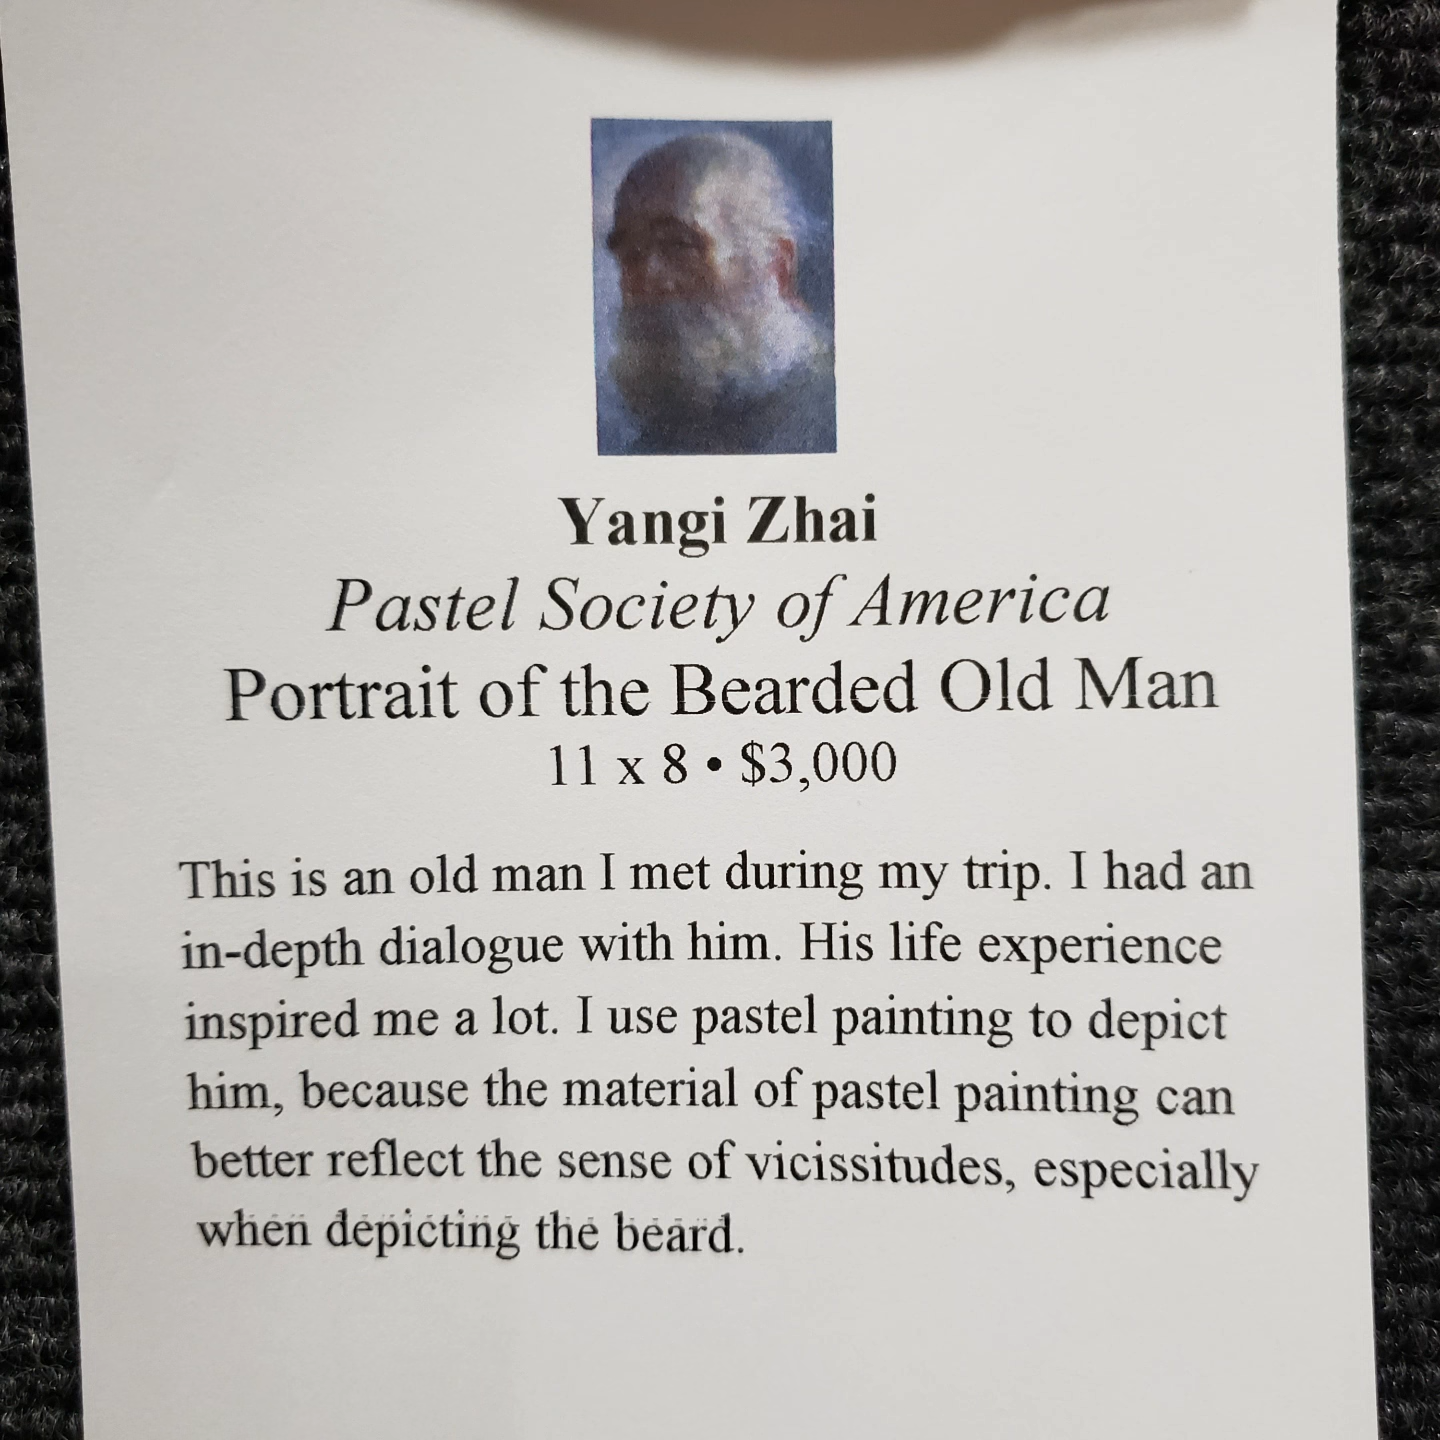 Yangi Zhai
Pastel Society of America
Portrait of the Bearded Old Man
11 x 8 • $3,000
This is an old man I met during my trip. I had an
in-depth dialogue with him. His life experience
inspired me a lot. I use pastel painting to depict
him, because the material of pastel painting can
better reflect the sense of vicissitudes, especially
when depicting the beard.